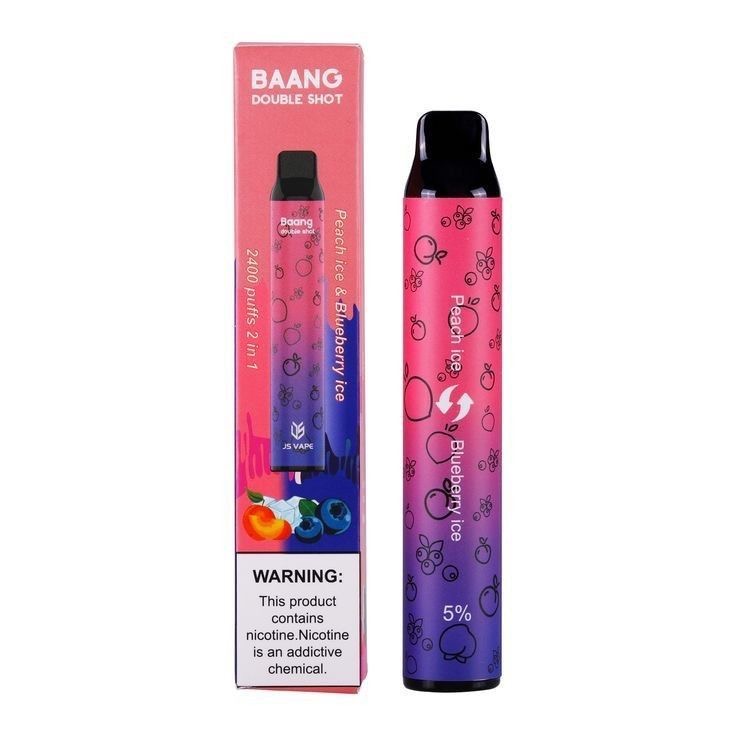 BAANG
DOUBLE SHOT
Baang
double shot
Peach ice & Blueberry ice
2400 puffs 2 in 1
JS VAPE
WARNING:
This product
contains
nicotine.Nicotine
is an addictive
chemical.
Peach ice
Blueberry ice
5%